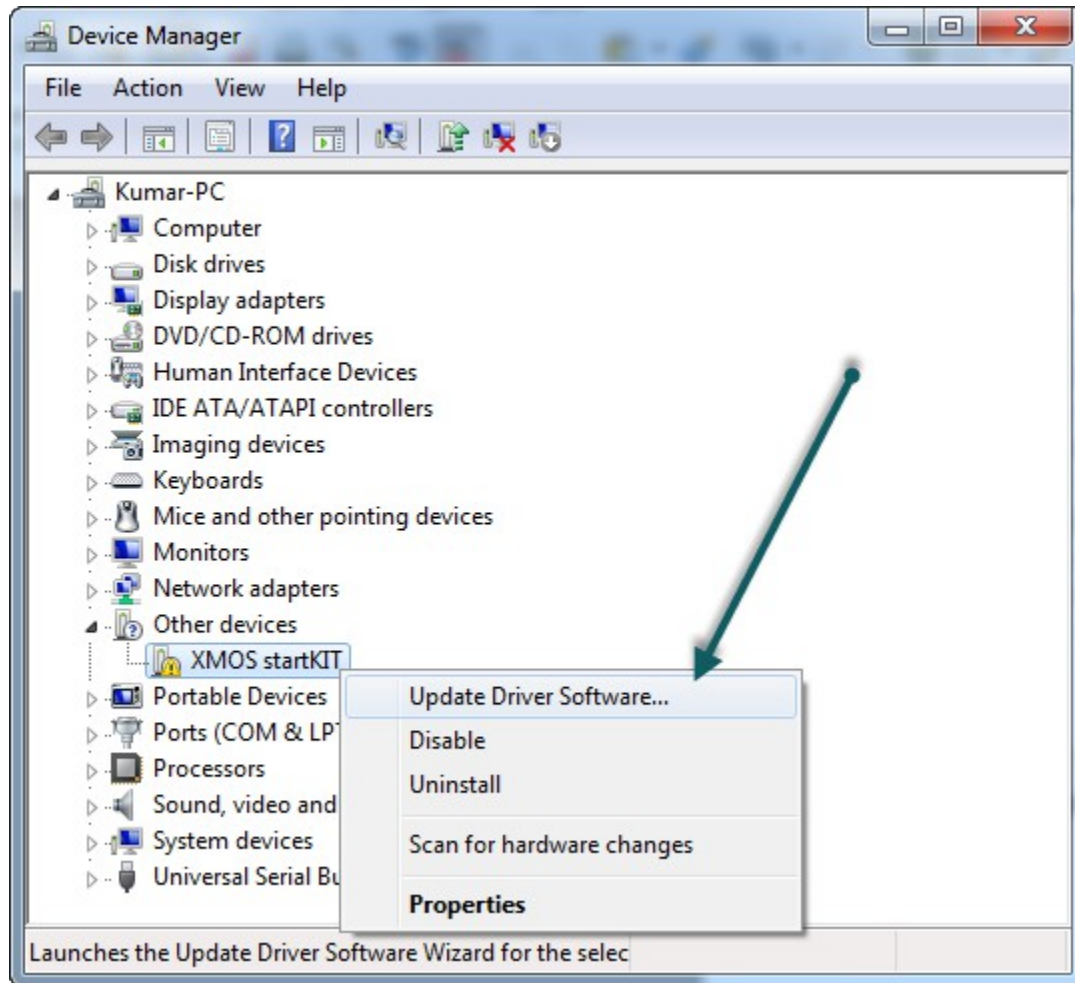 Device Manager
File Action View Help
Kumar-PC
Computer
Disk drives
Display adapters
DVD/CD-ROM drives
Human Interface Devices
IDE ATA/ATAPI controllers
Imaging devices
Keyboards
Mice and other pointing devices
Monitors
Network adapters
Other devices
XMOS startKIT
Portable Devices
Ports (COM & LPT
Processors
Sound, video and
System devices
Universal Serial Bu
Update Driver Software...
Disable
Uninstall
Scan for hardware changes
Properties
Launches the Update Driver Software Wizard for the selec